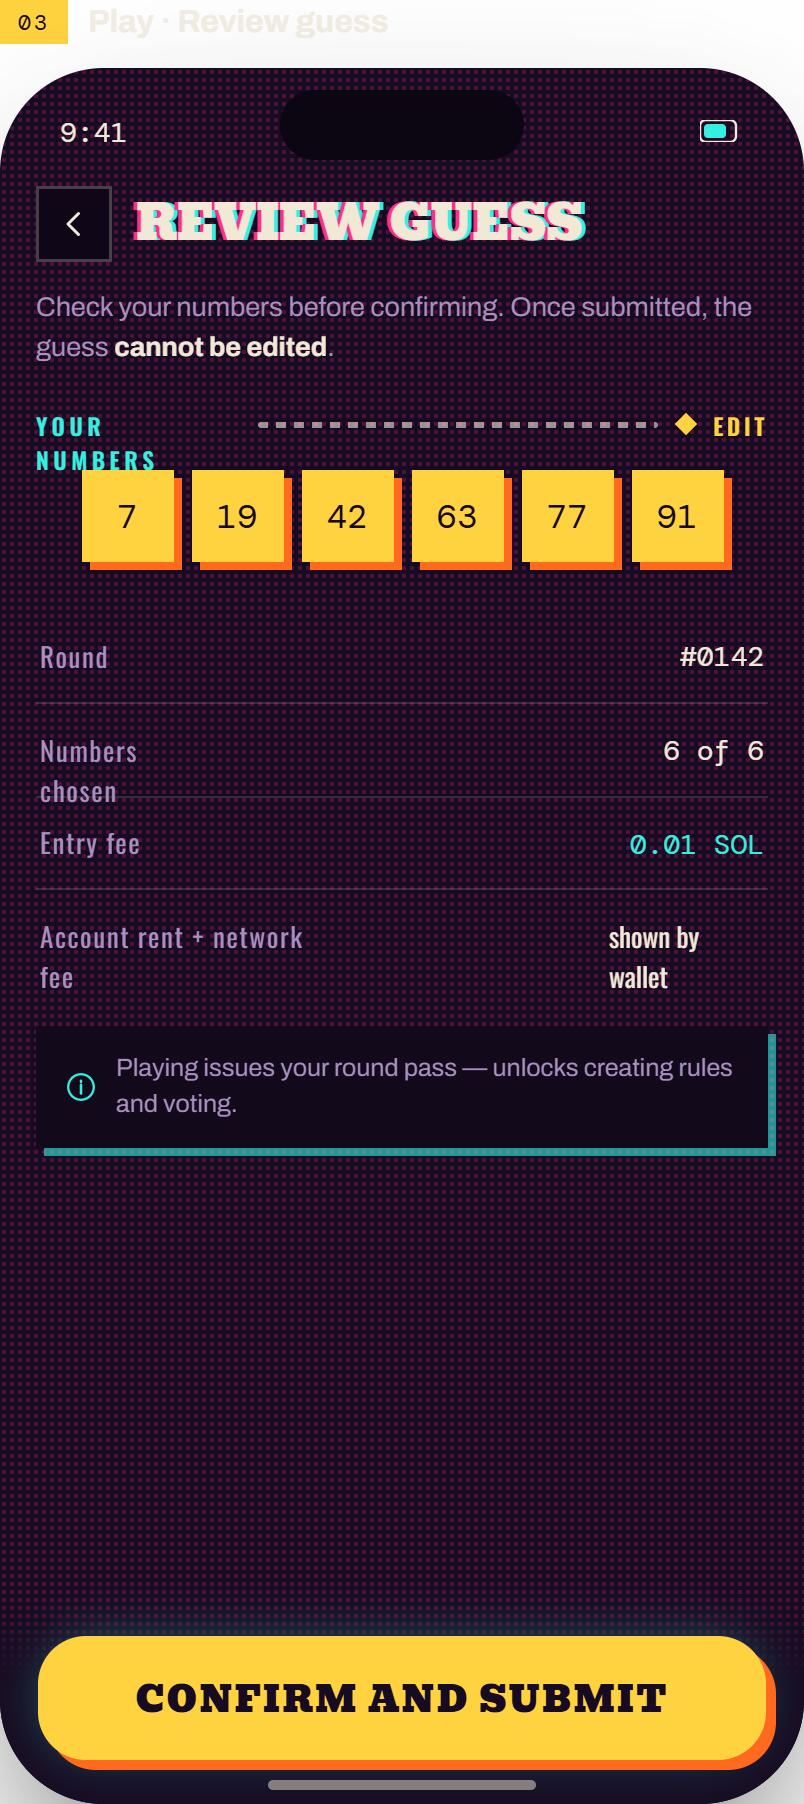 03 Play · Review guess
9:41
REVIEW GUESS
Check your numbers before confirming. Once submitted, the
guess cannot be edited.
YOUR
NUMBERS
EDIT
7 19 42 63 77 91
Round #0142
Numbers
chosen
6 of 6
Entry fee 0.01 SOL
Account rent + network
fee
shown by
wallet
Playing issues your round pass — unlocks creating rules
and voting.
CONFIRM AND SUBMIT